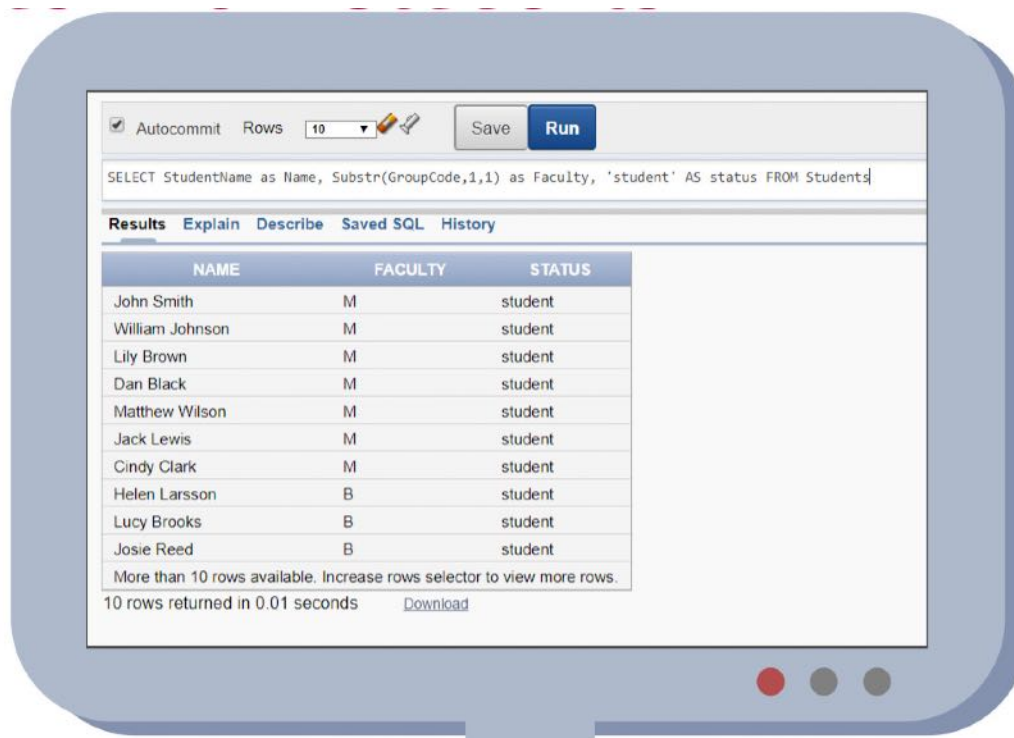 Autocommit Rows 10 Save Run
SELECT StudentName as Name, Substr(GroupCode,1,1) as Faculty, 'student' AS status FROM Students
Results Explain Describe Saved SQL History
NAME FACULTY STATUS
John Smith M student
William Johnson M student
Lily Brown M student
Dan Black M student
Matthew Wilson M student
Jack Lewis M student
Cindy Clark M student
Helen Larsson B student
Lucy Brooks B student
Josie Reed B student
More than 10 rows available. Increase rows selector to view more rows.
10 rows returned in 0.01 seconds Download